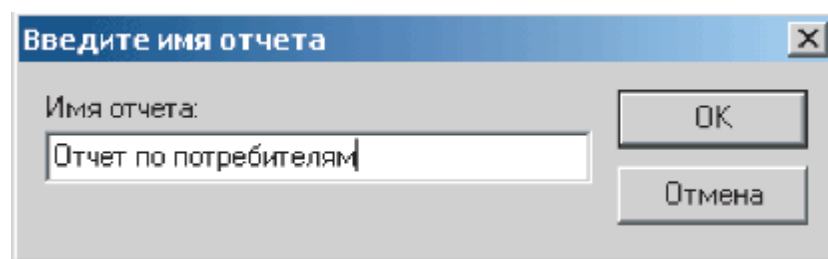 Введите имя отчета
Имя отчета:
OK
Отчет по потребителям
Отмена